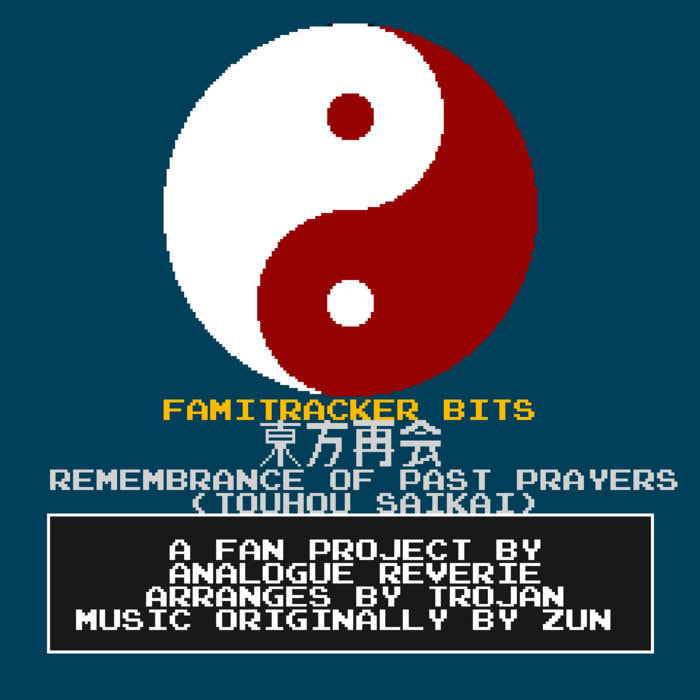 FAMITRACKER BITS
東方再会
REMEMBRANCE OF PAST PRAYERS
(TOUHOU SAIKAI)
A FAN PROJECT BY
ANALOGUE REVERIE
ARRANGES BY TROJAN
MUSIC ORIGINALLY BY ZUN